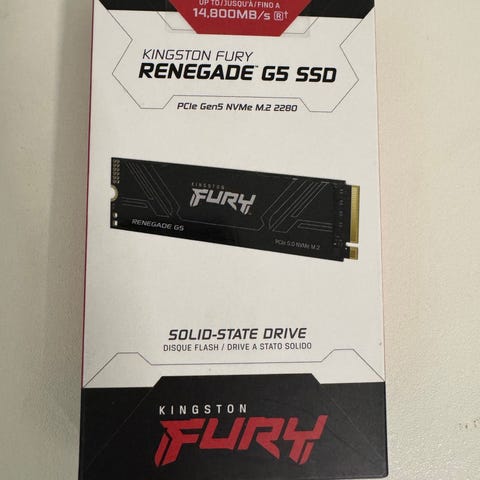 UP TO/JUSQU'À/FINO A
14,800MB/s [R]†
KINGSTON FURY
RENEGADE™ G5 SSD
PCIe Gen5 NVMe M.2 2280
KINGSTON
FURY
RENEGADE G5
PCIe 5.0 NVMe M.2
SOLID-STATE DRIVE
DISQUE FLASH / DRIVE A STATO SOLIDO
KINGSTON
FURY